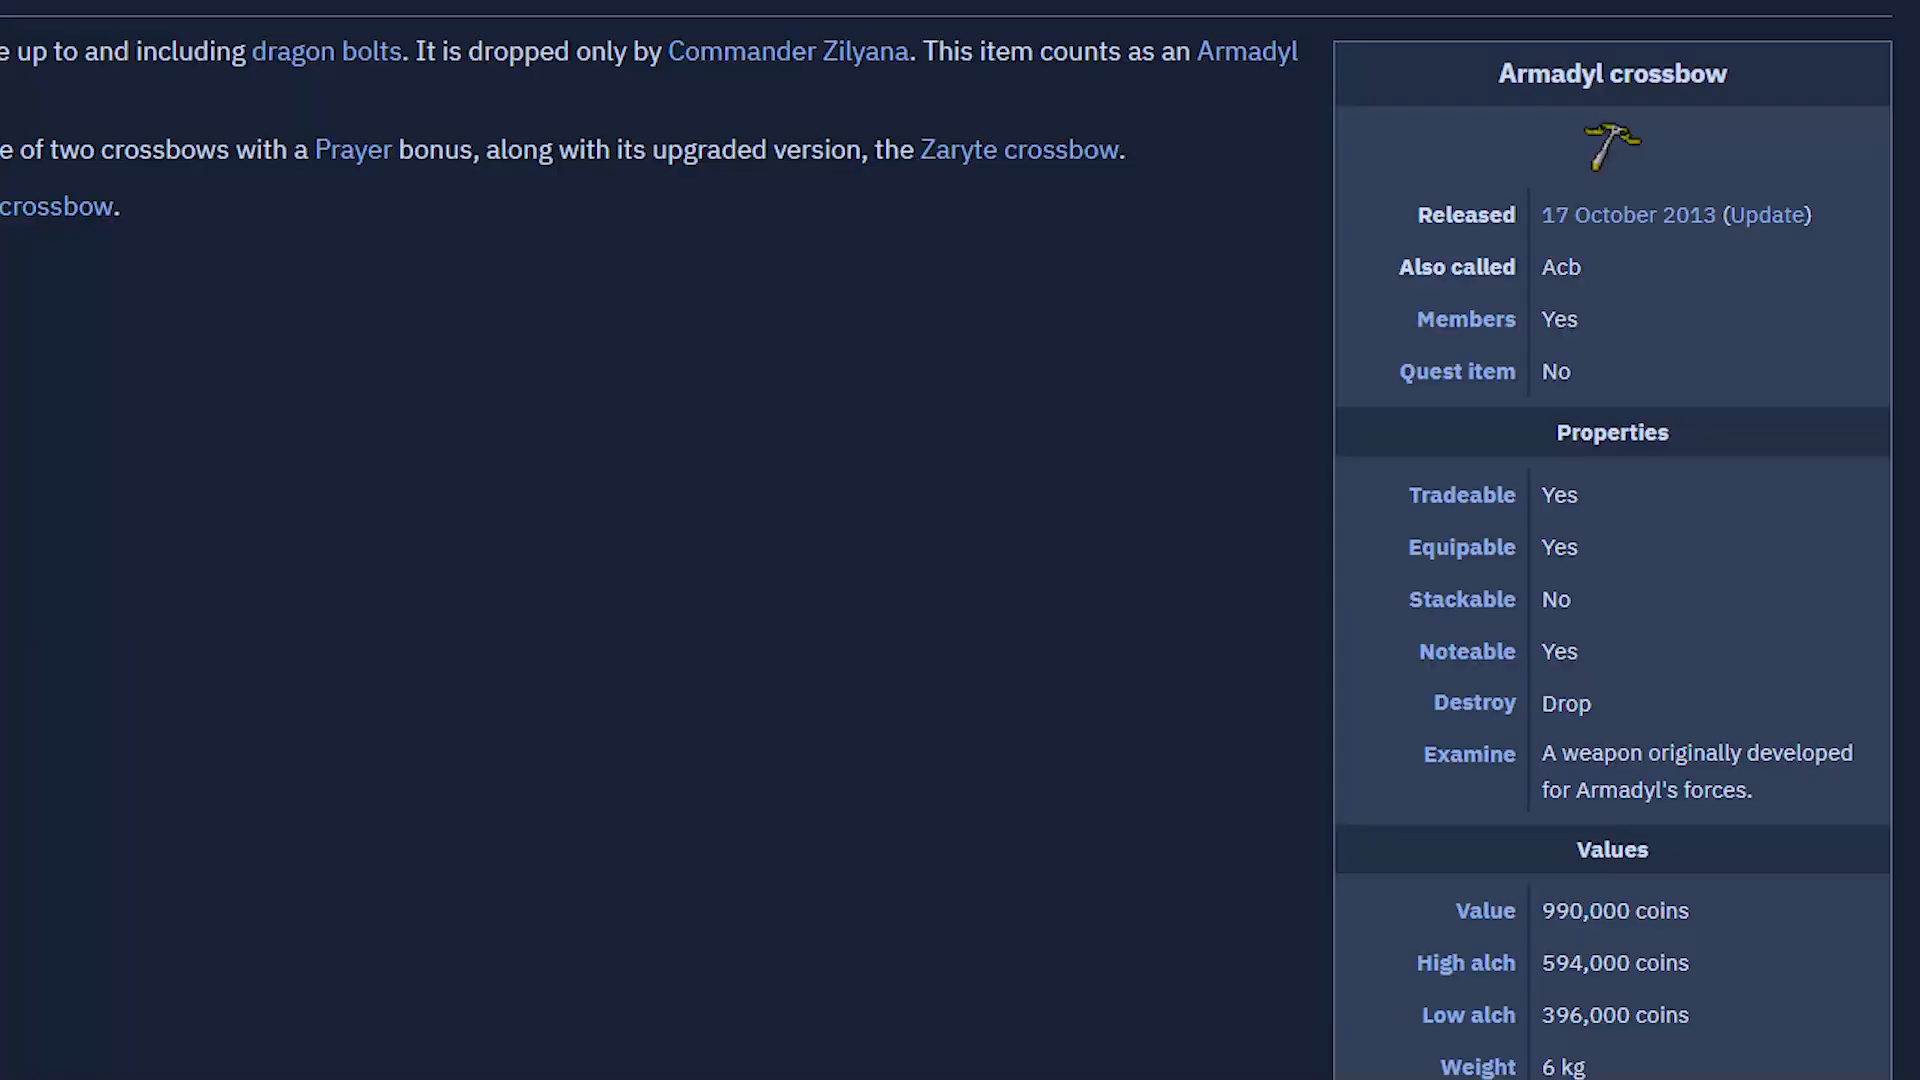 e up to and including dragon bolts. It is dropped only by Commander Zilyana. This item counts as an Armadyl
e of two crossbows with a Prayer bonus, along with its upgraded version, the Zaryte crossbow.
crossbow.
Armadyl crossbow
Released 17 October 2013 (Update)
Also called Acb
Members Yes
Quest item No
Properties
Tradeable Yes
Equipable Yes
Stackable No
Noteable Yes
Destroy Drop
Examine A weapon originally developed
for Armadyl's forces.
Values
Value 990,000 coins
High alch 594,000 coins
Low alch 396,000 coins
Weight 6 kg